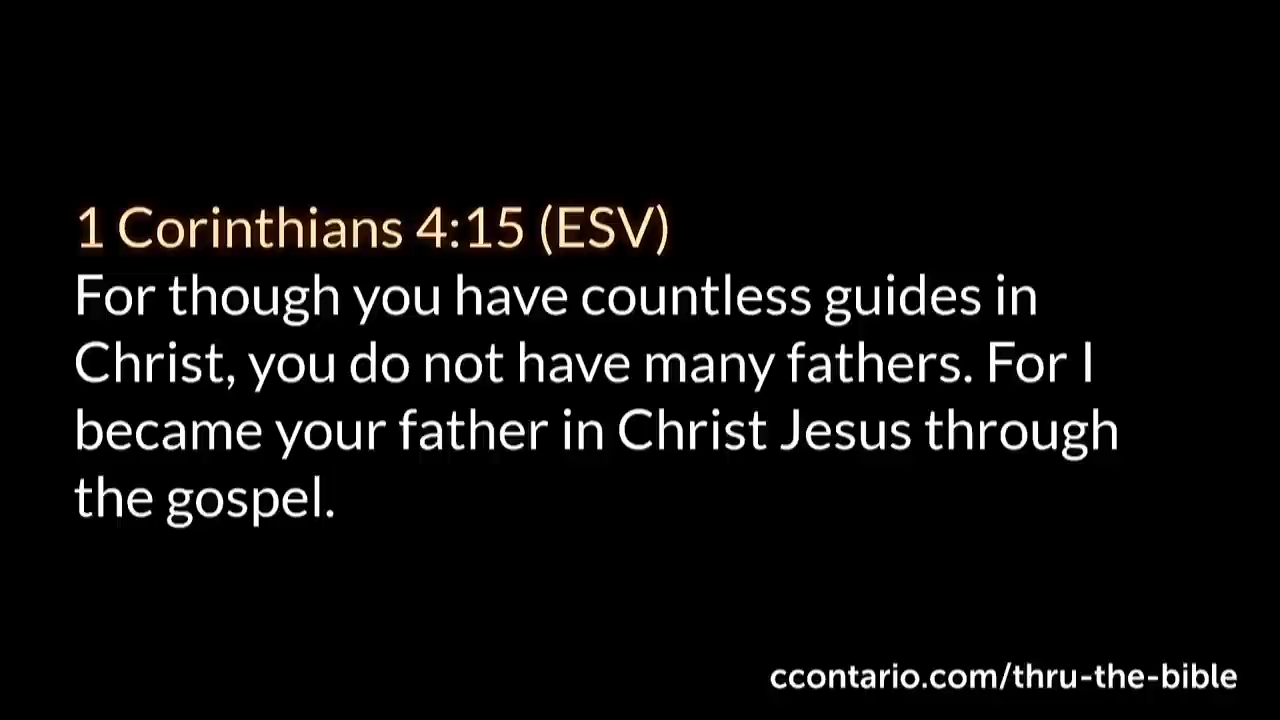 1 Corinthians 4:15 (ESV)
For though you have countless guides in
Christ, you do not have many fathers. For I
became your father in Christ Jesus through
the gospel.
ccontario.com/thru-the-bible